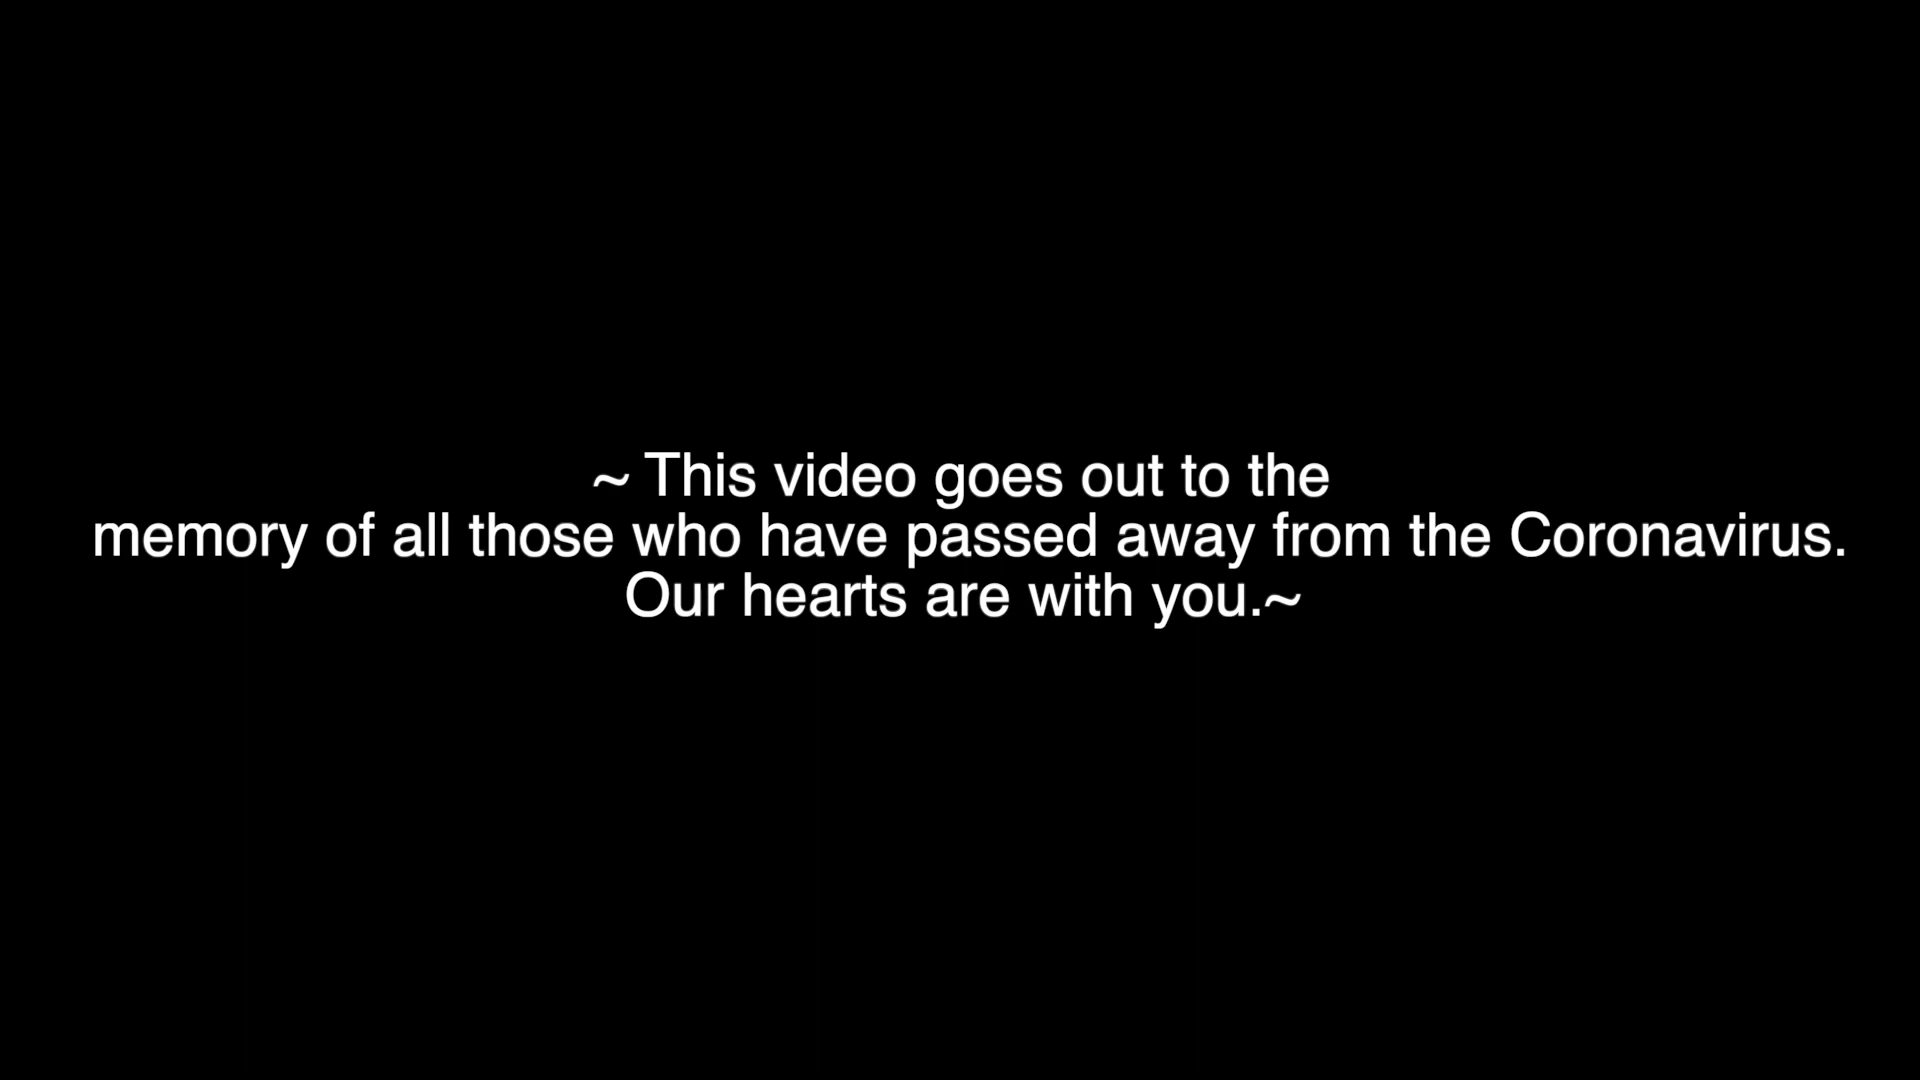 ~ This video goes out to the
memory of all those who have passed away from the Coronavirus.
Our hearts are with you.~